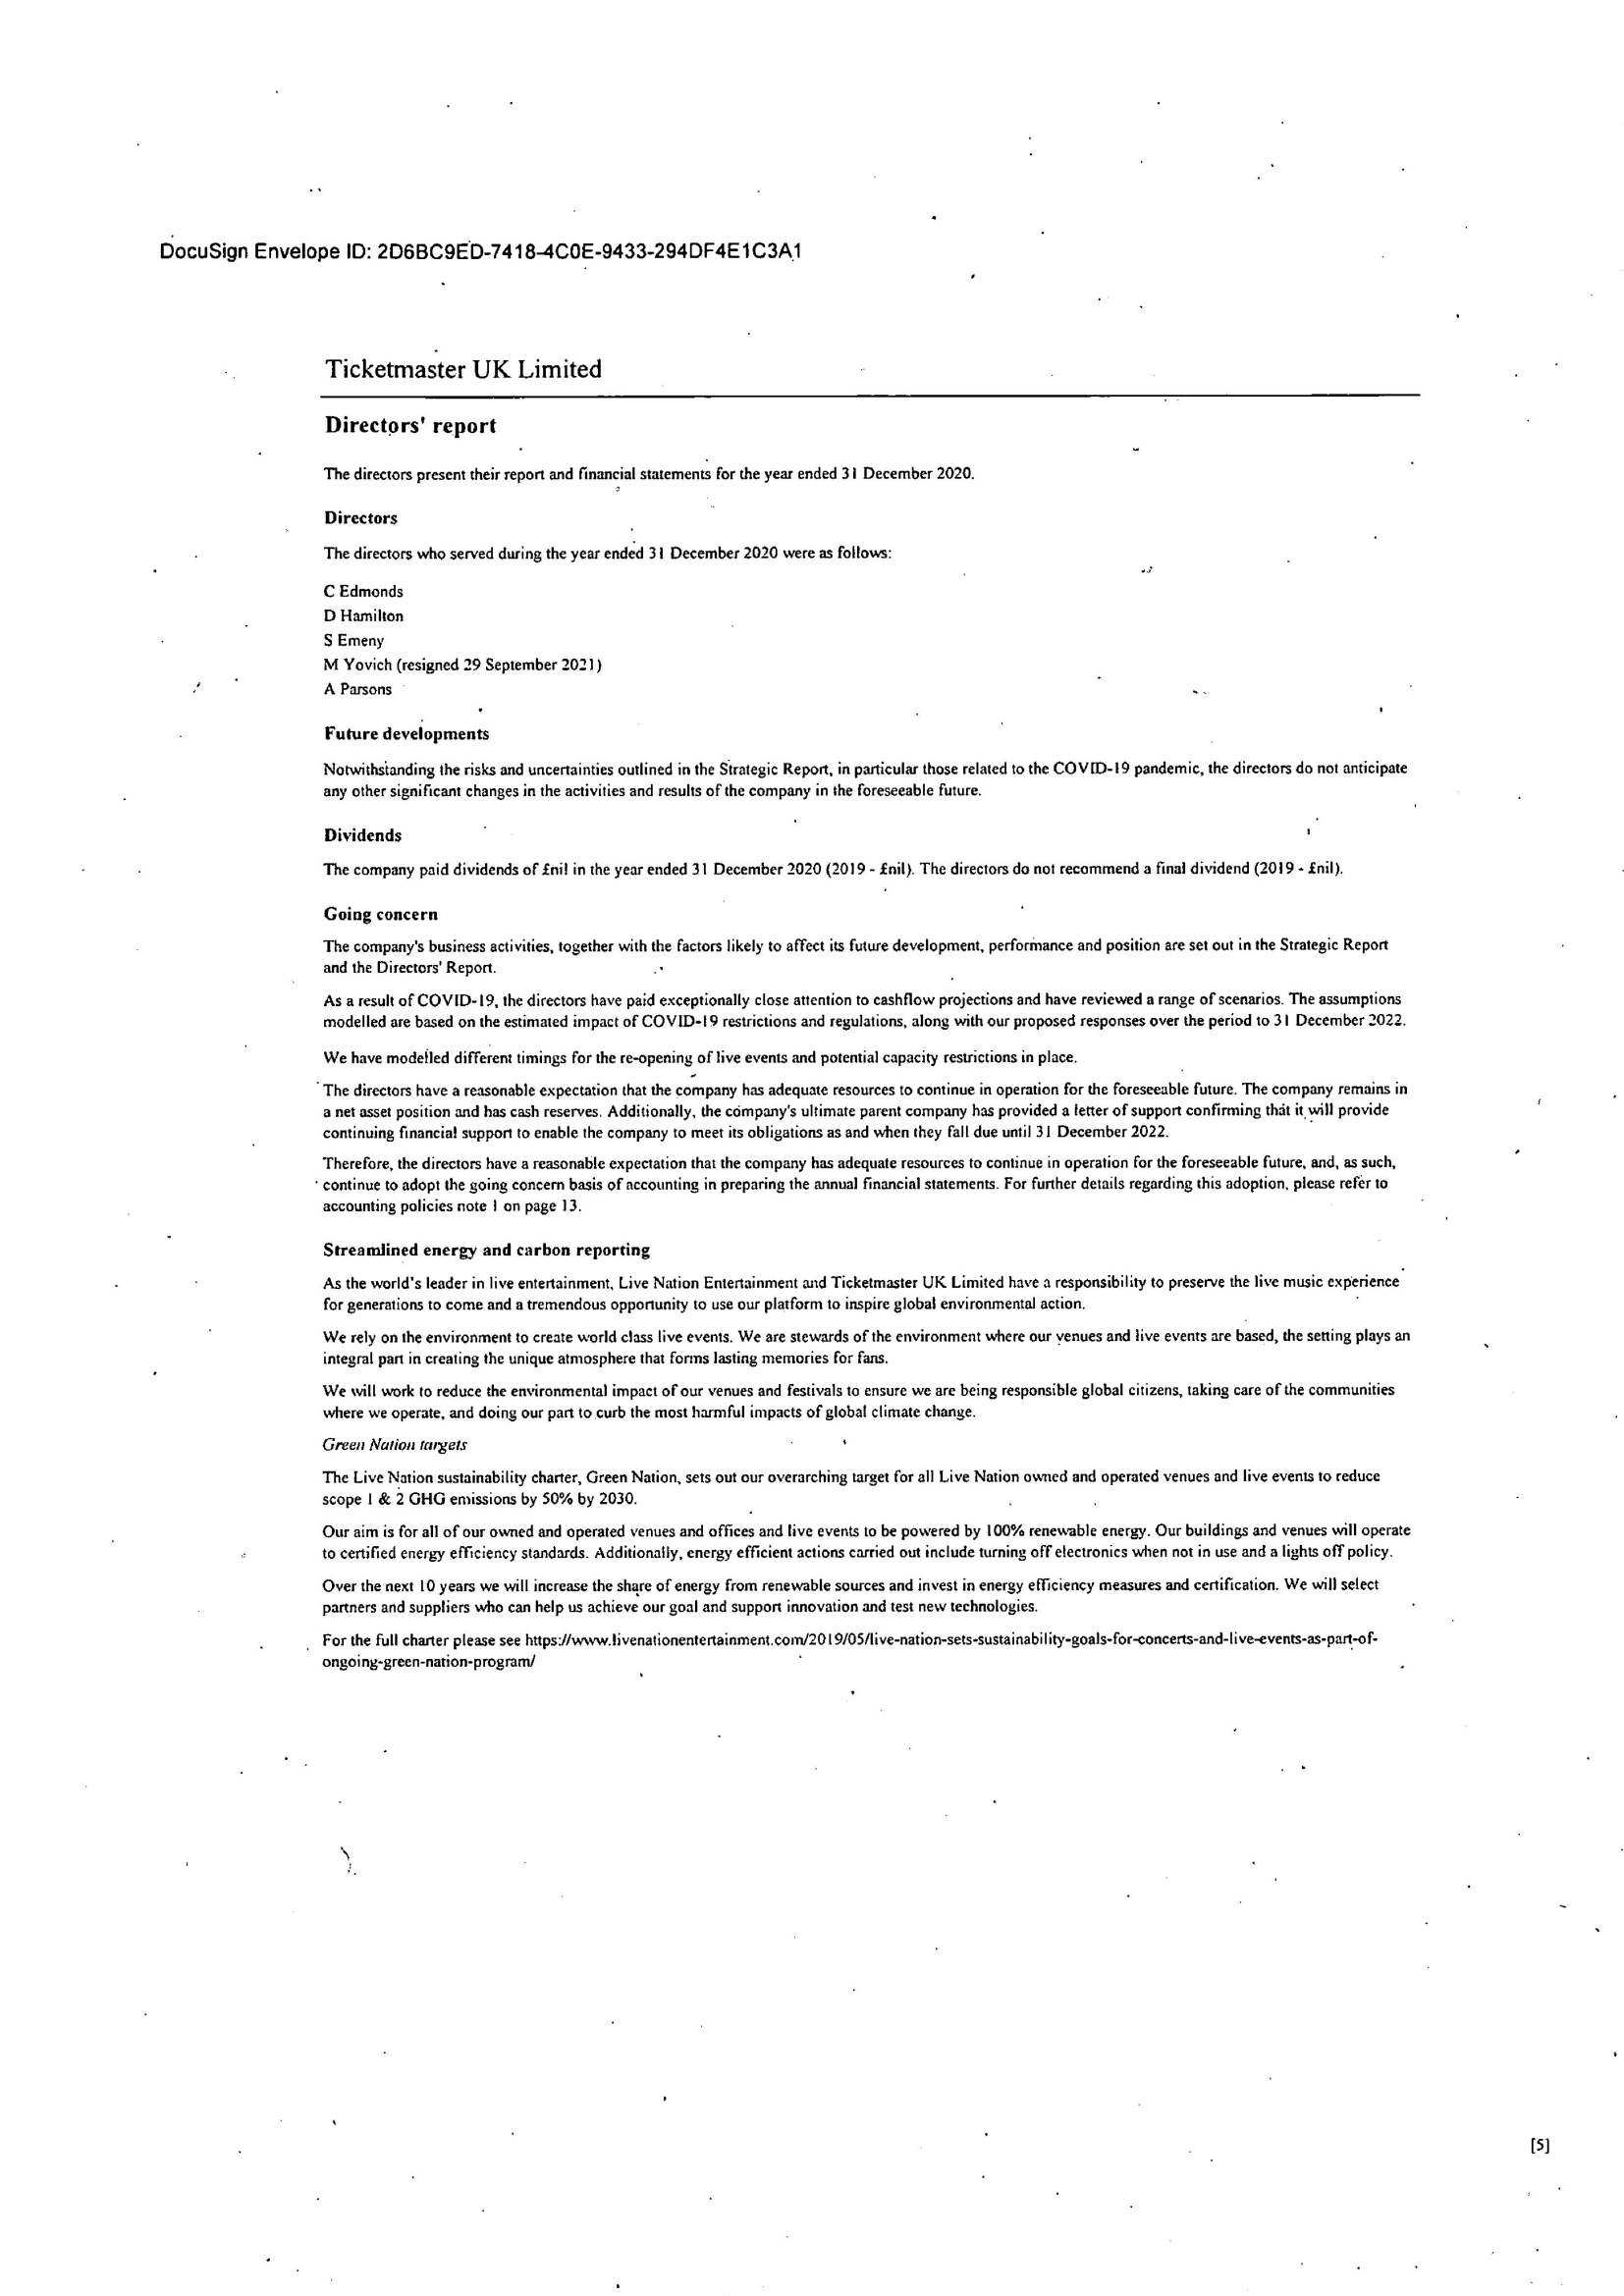 DocuSign Envelope ID: 2D6BC9ED-7418-4C0E-9433-294DF4E1C3A1
Ticketmaster UK Limited
Directors' report
The directors present their report and financial statements for the year ended 31 December 2020.
Directors
The directors who served during the year ended 31 December 2020 were as follows:
C Edmonds
D Hamilton
S Emeny
M Yovich (resigned 29 September 2021)
A Parsons
Future developments
Notwithstanding the risks and uncertainties outlined in the Strategic Report, in particular those related to the COVID-19 pandemic, the directors do not anticipate
any other significant changes in the activities and results of the company in the foreseeable future.
Dividends
The company paid dividends of £nil in the year ended 31 December 2020 (2019 - £nil). The directors do not recommend a final dividend (2019 - £nil).
Going concern
The company's business activities, together with the factors likely to affect its future development, performance and position are set out in the Strategic Report
and the Directors' Report.
As a result of COVID-19, the directors have paid exceptionally close attention to cashflow projections and have reviewed a range of scenarios. The assumptions
modelled are based on the estimated impact of COVID-19 restrictions and regulations, along with our proposed responses over the period to 31 December 2022.
We have modelled different timings for the re-opening of live events and potential capacity restrictions in place.
The directors have a reasonable expectation that the company has adequate resources to continue in operation for the foreseeable future. The company remains in
a net asset position and has cash reserves. Additionally, the company's ultimate parent company has provided a letter of support confirming that it will provide
continuing financial support to enable the company to meet its obligations as and when they fall due until 31 December 2022.
Therefore, the directors have a reasonable expectation that the company has adequate resources to continue in operation for the foreseeable future, and, as such,
continue to adopt the going concern basis of accounting in preparing the annual financial statements. For further details regarding this adoption, please refer to
accounting policies note 1 on page 13.
Streamlined energy and carbon reporting
As the world's leader in live entertainment, Live Nation Entertainment and Ticketmaster UK Limited have a responsibility to preserve the live music experience
for generations to come and a tremendous opportunity to use our platform to inspire global environmental action.
We rely on the environment to create world class live events. We are stewards of the environment where our venues and live events are based, the setting plays an
integral part in creating the unique atmosphere that forms lasting memories for fans.
We will work to reduce the environmental impact of our venues and festivals to ensure we are being responsible global citizens, taking care of the communities
where we operate, and doing our part to curb the most harmful impacts of global climate change.
Green Nation targets
The Live Nation sustainability charter, Green Nation, sets out our overarching target for all Live Nation owned and operated venues and live events to reduce
scope 1 & 2 GHG emissions by 50% by 2030.
Our aim is for all of our owned and operated venues and offices and live events to be powered by 100% renewable energy. Our buildings and venues will operate
to certified energy efficiency standards. Additionally, energy efficient actions carried out include turning off electronics when not in use and a lights off policy.
Over the next 10 years we will increase the share of energy from renewable sources and invest in energy efficiency measures and certification. We will select
partners and suppliers who can help us achieve our goal and support innovation and test new technologies.
For the full charter please see https://www.livenationentertainment.com/2019/05/live-nation-sets-sustainability-goals-for-concerts-and-live-events-as-part-of-
ongoing-green-nation-program/
[5]